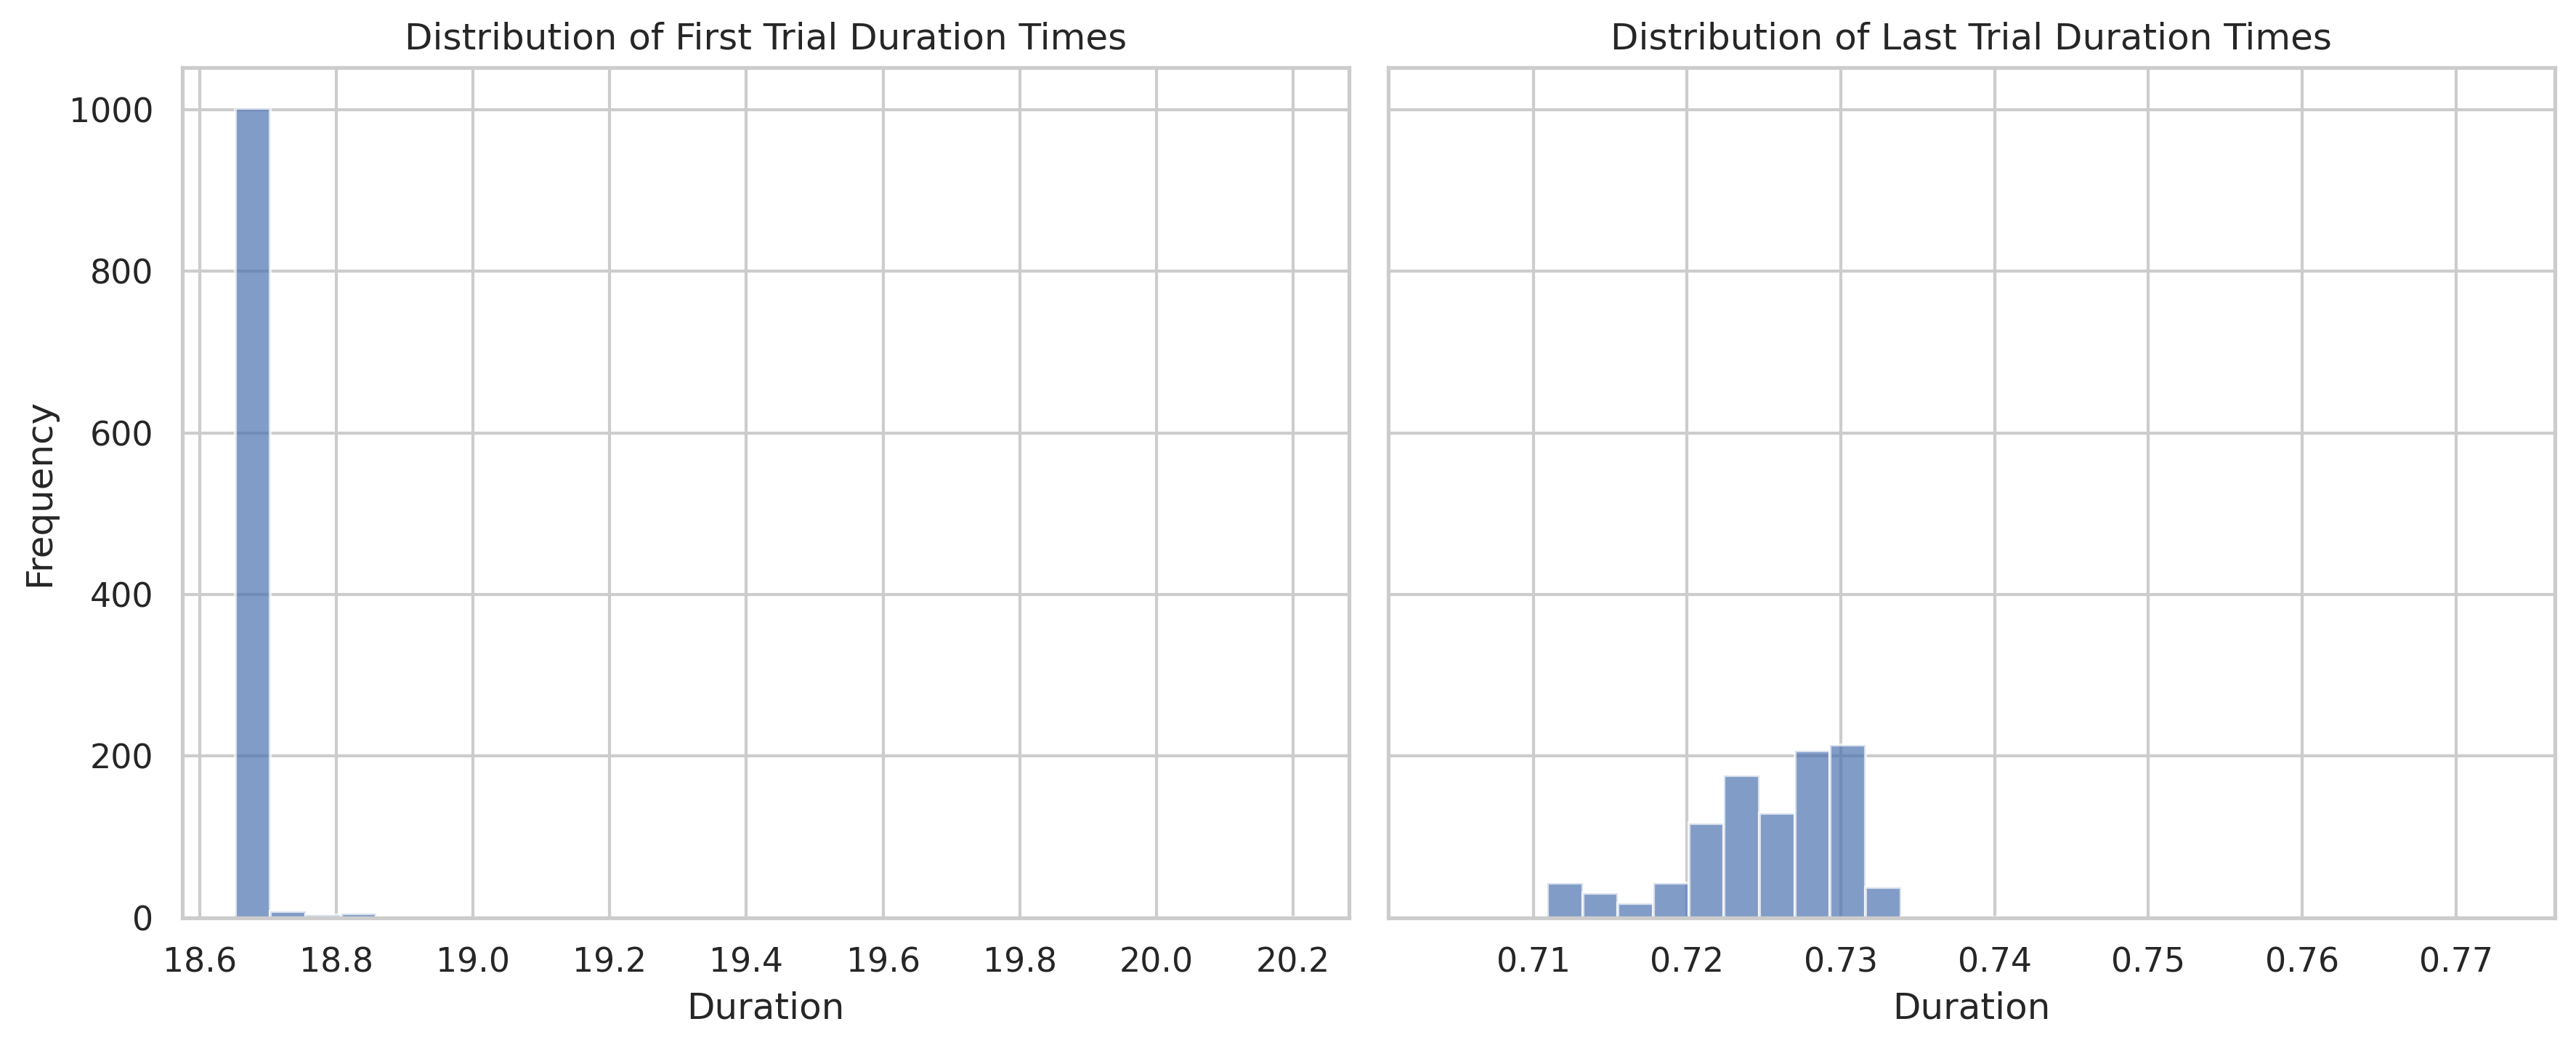 Distribution of First Trial Duration Times
Distribution of Last Trial Duration Times
Frequency
1000
800
600
400
200
0
18.6 18.8 19.0 19.2 19.4 19.6 19.8 20.0 20.2
Duration
0.71 0.72 0.73 0.74 0.75 0.76 0.77
Duration